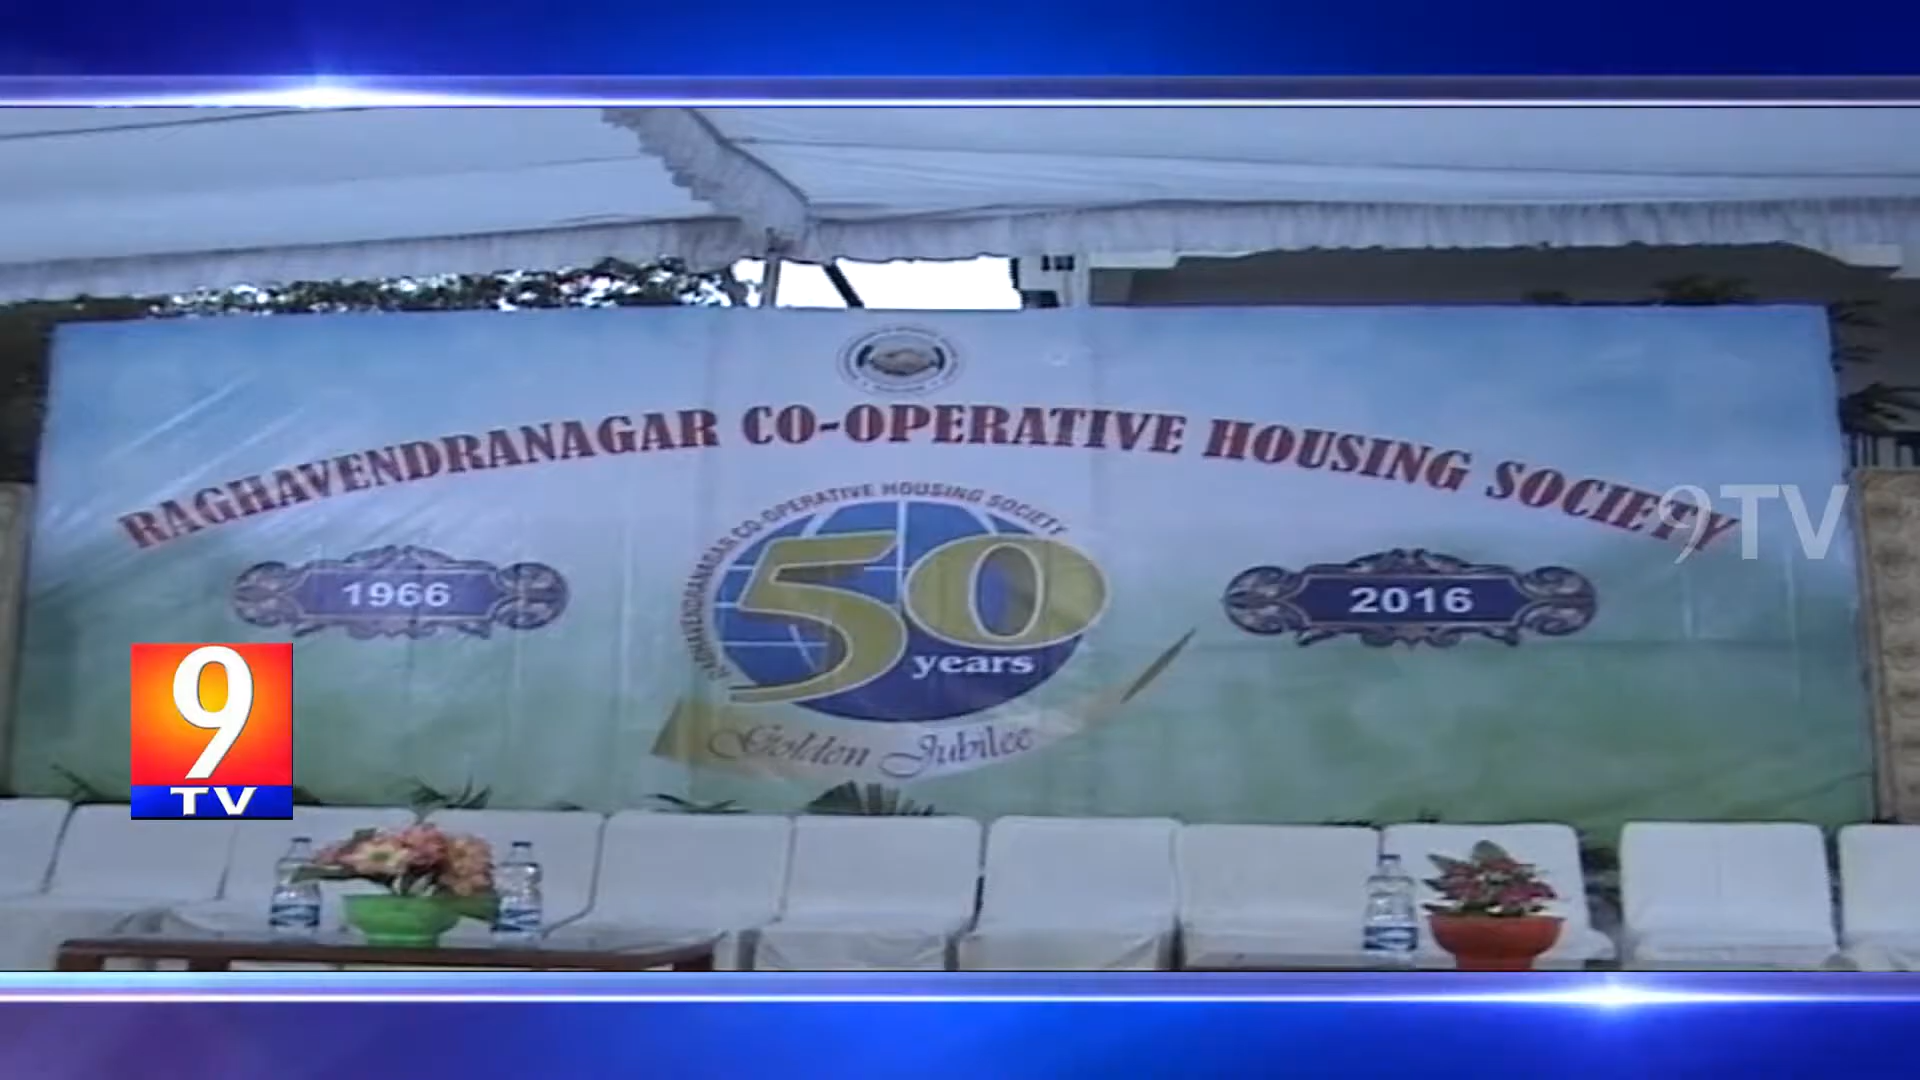 RAGHAVENDRANAGAR CO-OPERATIVE HOUSING SOCIETY
9TV
RAGHAVENDRANAGAR CO-OPERATIVE HOUSING SOCIETY
1966
50
years
2016
Golden Jubilee
9
TV